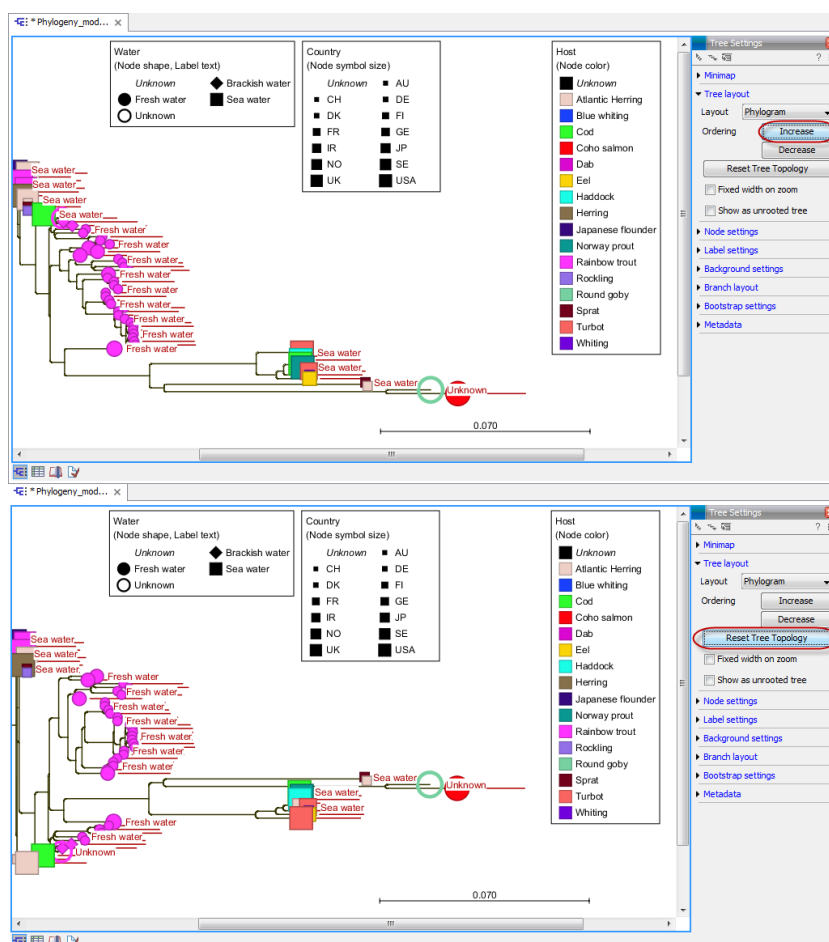 * Phylogeny_mod... ×
Water
(Node shape, Label text)
Unknown
Brackish water
Fresh water
Sea water
Unknown
Country
(Node symbol size)
Unknown
AU
CH
DE
DK
FI
FR
GE
IR
JP
NO
SE
UK
USA
Host
(Node color)
Unknown
Atlantic Herring
Blue whiting
Cod
Coho salmon
Dab
Eel
Haddock
Herring
Japanese flounder
Norway prout
Rainbow trout
Rockling
Round goby
Sprat
Turbot
Whiting
Sea water
Sea water
Sea water
Fresh water
Fresh water
Fresh water
Fresh water
Fresh water
Fresh water
Fresh water
Fresh water
Fresh water
Sea water
Sea water
Sea water
Unknown
0.070
Tree Settings
?
Minimap
Tree layout
Layout Phylogram
Ordering Increase
Decrease
Reset Tree Topology
Fixed width on zoom
Show as unrooted tree
Node settings
Label settings
Background settings
Branch layout
Bootstrap settings
Metadata
* Phylogeny_mod... ×
Water
(Node shape, Label text)
Unknown
Brackish water
Fresh water
Sea water
Unknown
Country
(Node symbol size)
Unknown
AU
CH
DE
DK
FI
FR
GE
IR
JP
NO
SE
UK
USA
Host
(Node color)
Unknown
Atlantic Herring
Blue whiting
Cod
Coho salmon
Dab
Eel
Haddock
Herring
Japanese flounder
Norway prout
Rainbow trout
Rockling
Round goby
Sprat
Turbot
Whiting
Sea water
Sea water
Sea water
Fresh water
Fresh water
Fresh water
Fresh water
Fresh water
Fresh water
Fresh water
Sea water
Unknown
Sea water
Sea water
Fresh water
Fresh water
Unknown
0.070
Tree Settings
?
Minimap
Tree layout
Layout Phylogram
Ordering Increase
Decrease
Reset Tree Topology
Fixed width on zoom
Show as unrooted tree
Node settings
Label settings
Background settings
Branch layout
Bootstrap settings
Metadata